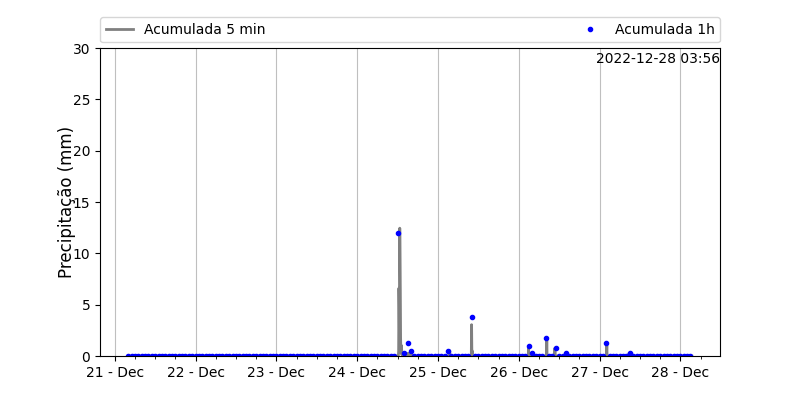 Acumulada 5 min
Acumulada 1h
2022-12-28 03:56
Precipitação (mm)
30
25
20
15
10
5
0
21 - Dec
22 - Dec
23 - Dec
24 - Dec
25 - Dec
26 - Dec
27 - Dec
28 - Dec